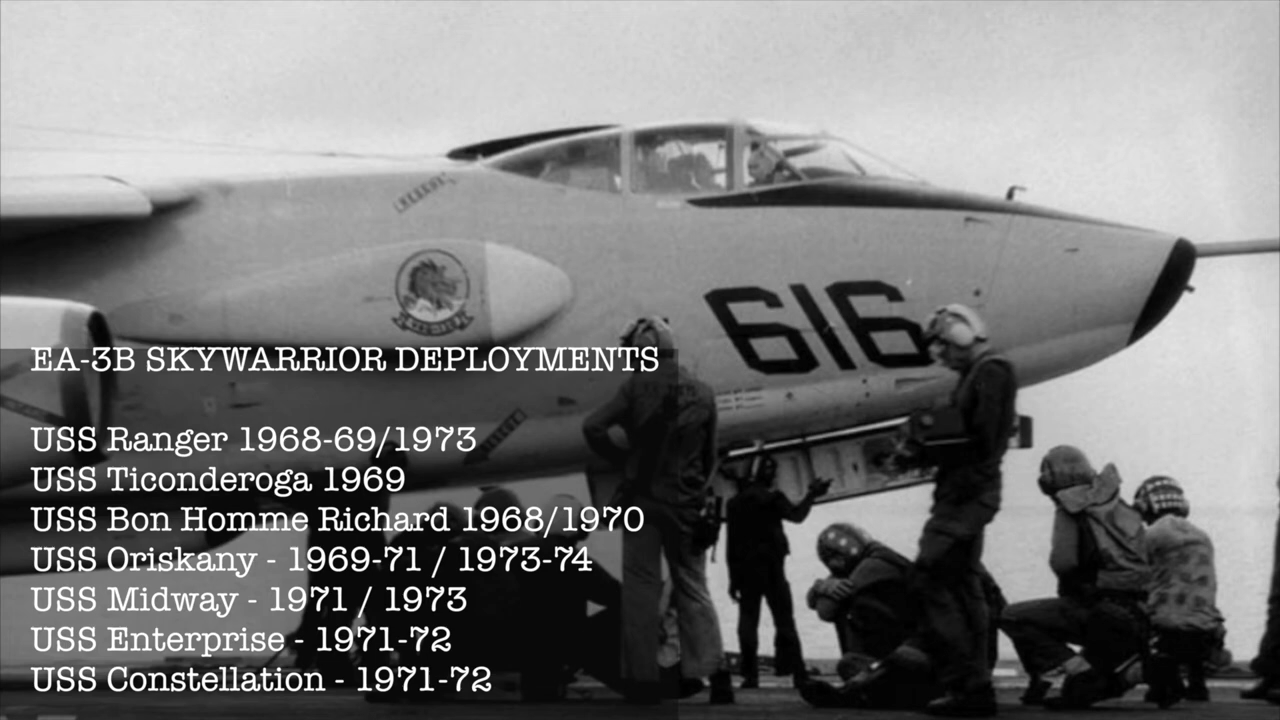 616
EA-3B SKYWARRIOR DEPLOYMENTS
USS Ranger 1968-69/1973
USS Ticonderoga 1969
USS Bon Homme Richard 1968/1970
USS Oriskany - 1969-71 / 1973-74
USS Midway - 1971 / 1973
USS Enterprise - 1971-72
USS Constellation - 1971-72